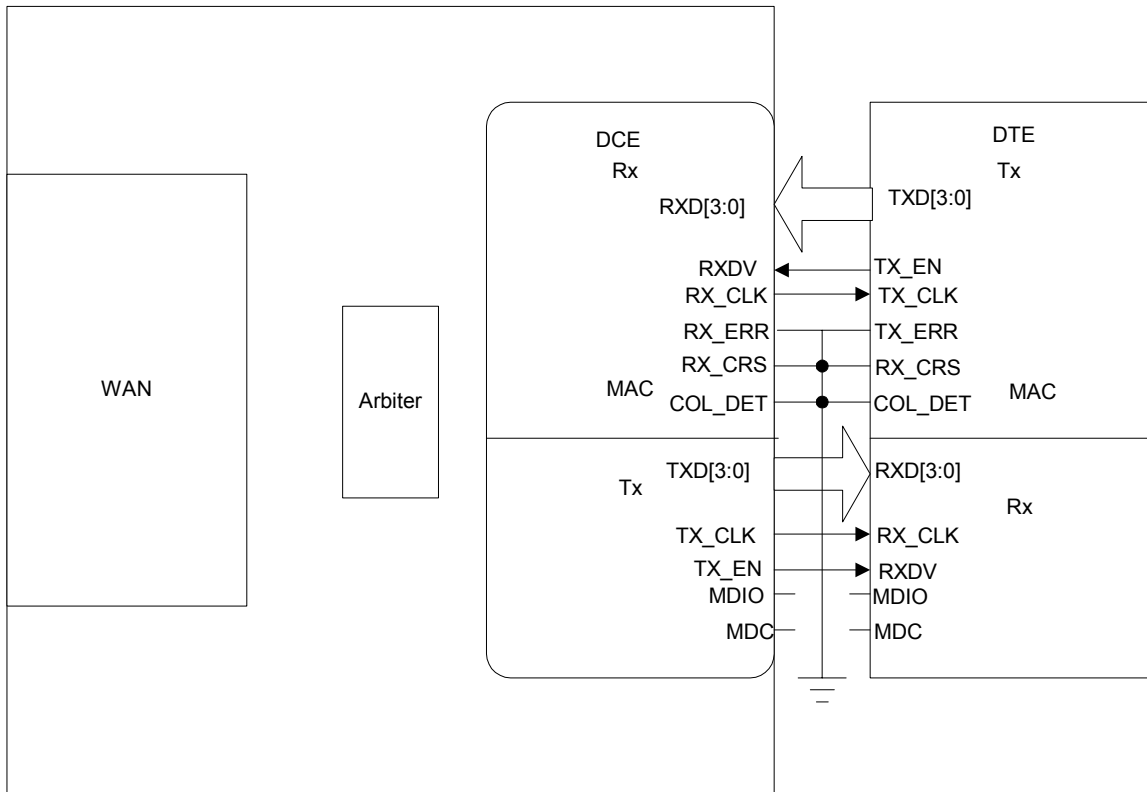 DCE
Rx
RXD[3:0]
RXDV
RX_CLK
RX_ERR
RX_CRS
MAC
COL_DET
TXD[3:0]
Tx
TX_CLK
TX_EN
MDIO
MDC
WAN
Arbiter
DTE
Tx
TXD[3:0]
TX_EN
TX_CLK
TX_ERR
RX_CRS
MAC
COL_DET
RXD[3:0]
Rx
RX_CLK
RXDV
MDIO
MDC